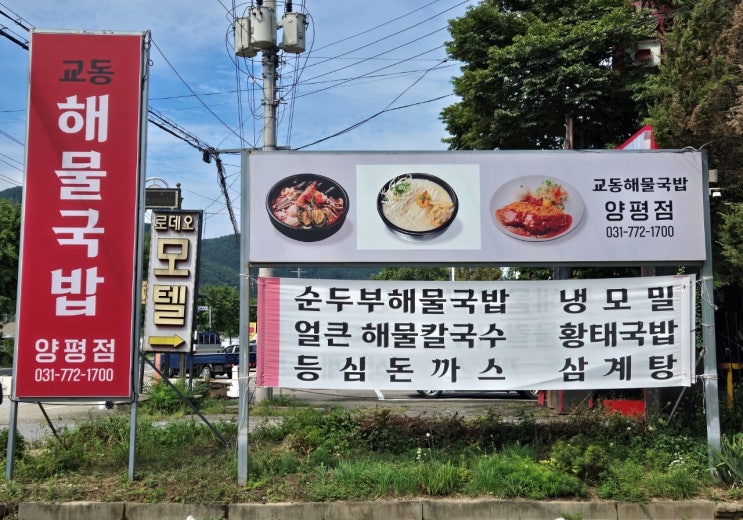 교동
해물국밥
양평점
031-772-1700
로데오
모텔
교동해물국밥
양평점
031-772-1700
순두부해물국밥 냉모밀
얼큰해물칼국수 황태국밥
등심돈까스 삼계탕